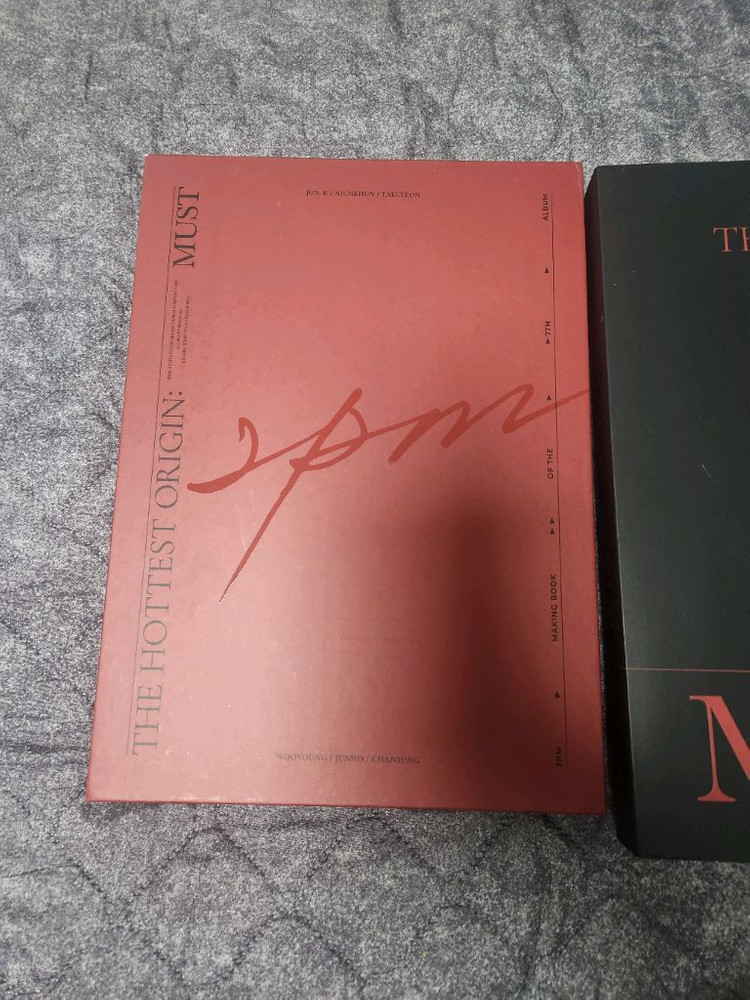 JUN. K / NICHKHUN / TAECYEON
THE HOTTEST ORIGIN: MUST
2pm
2PM MAKING BOOK OF THE 7TH ALBUM
WOOYOUNG / JUNHO / CHANSUNG
TH
M